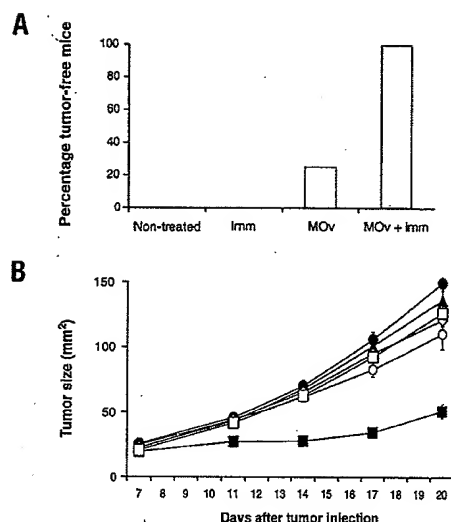 A
Percentage tumor-free mice
100
80
60
40
20
0
Non-treated Imm MOv MOv + imm
B
Tumor size (mm²)
150
100
50
0
7 8 9 10 11 12 13 14 15 16 17 18 19 20
Days after tumor injection